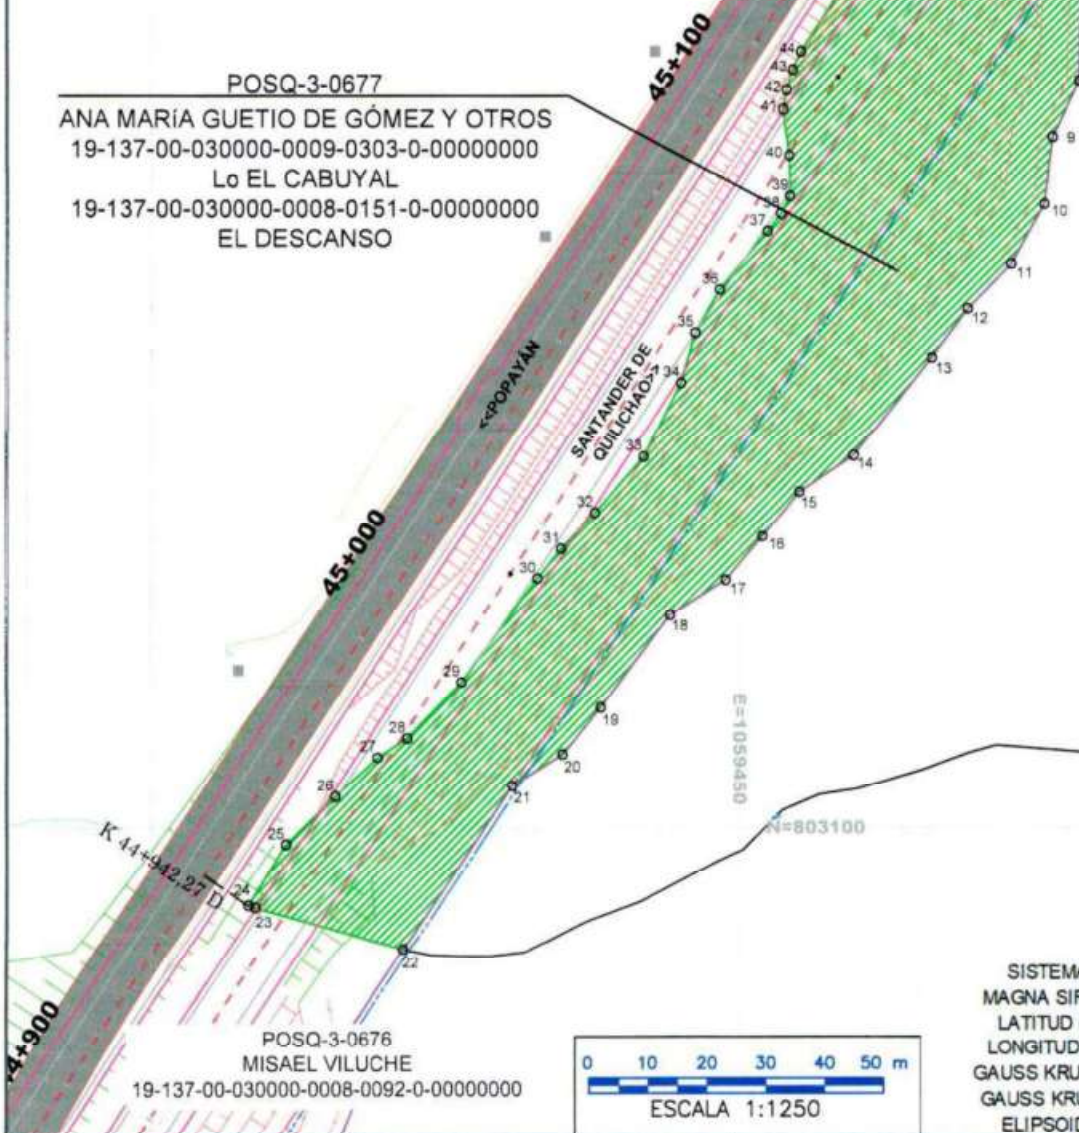 45+100
POSQ-3-0677
ANA MARíA GUETIO DE GÓMEZ Y OTROS
19-137-00-030000-0009-0303-0-00000000
Lo EL CABUYAL
19-137-00-030000-0008-0151-0-00000000
EL DESCANSO
44
43
42
41
40
39
38
37
36
35
34
33
32
31
30
29
28
27
26
25
24
23
22
21
20
19
18
17
16
15
14
13
12
11
10
9
<<POPAYÁN
SANTANDER DE
QUILICHAO>>
45+000
E=1059450
N=803100
K 44+942,27 D
POSQ-3-0676
MISAEL VILUCHE
19-137-00-030000-0008-0092-0-00000000
0 10 20 30 40 50 m
ESCALA 1:1250
SISTEMA
MAGNA SIR
LATITUD
LONGITUD
GAUSS KRU
GAUSS KRU
ELIPSOID